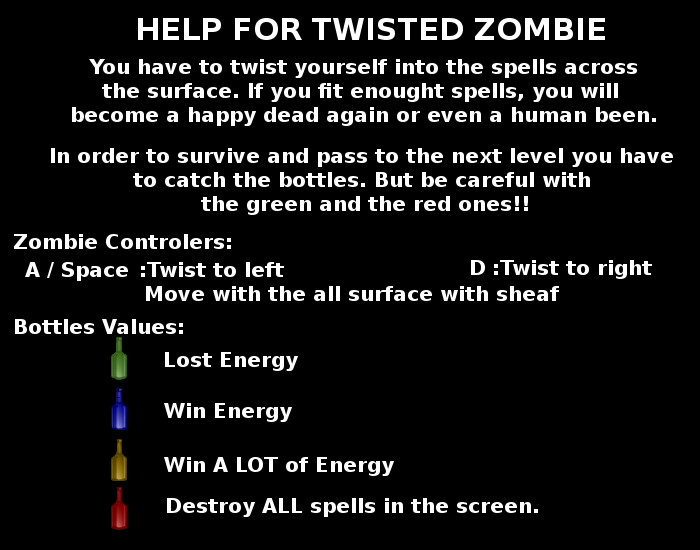 HELP FOR TWISTED ZOMBIE
You have to twist yourself into the spells across
the surface. If you fit enought spells, you will
become a happy dead again or even a human been.
In order to survive and pass to the next level you have
to catch the bottles. But be careful with
the green and the red ones!!
Zombie Controlers:
A / Space :Twist to left D :Twist to right
Move with the all surface with sheaf
Bottles Values:
Lost Energy
Win Energy
Win A LOT of Energy
Destroy ALL spells in the screen.